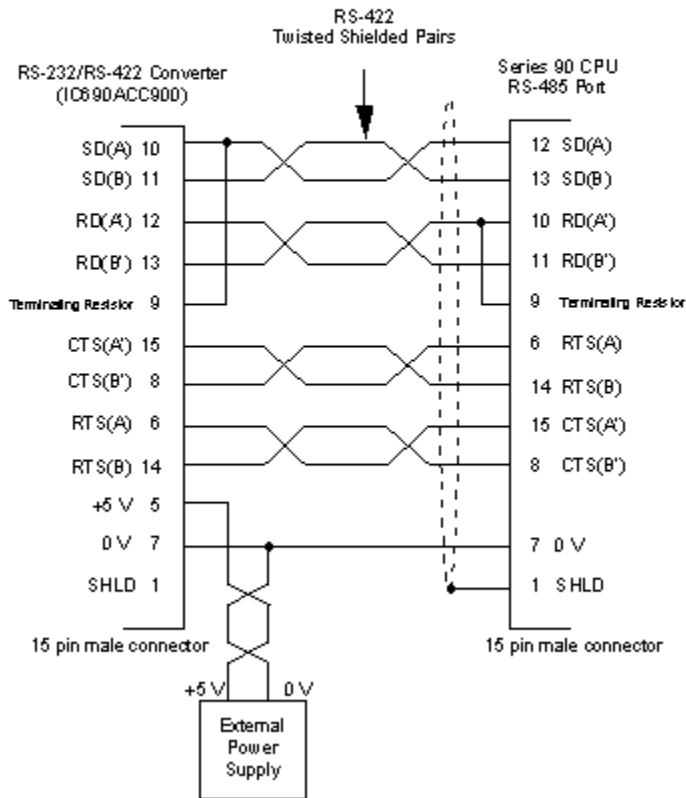 RS-422
Twisted Shielded Pairs
RS-232/RS-422 Converter
(IC690ACC900)
Series 90 CPU
RS-485 Port
SD(A) 10
12 SD(A)
SD(B) 11
13 SD(B)
RD(A') 12
10 RD(A')
RD(B') 13
11 RD(B')
Terminating Resistor 9
9 Terminating Resistor
CTS(A') 15
6 RTS(A)
CTS(B') 8
14 RTS(B)
RTS(A) 6
15 CTS(A')
RTS(B) 14
8 CTS(B')
+5 V 5
0 V 7
7 0 V
SHLD 1
1 SHLD
15 pin male connector
15 pin male connector
+5 V 0 V
External
Power
Supply